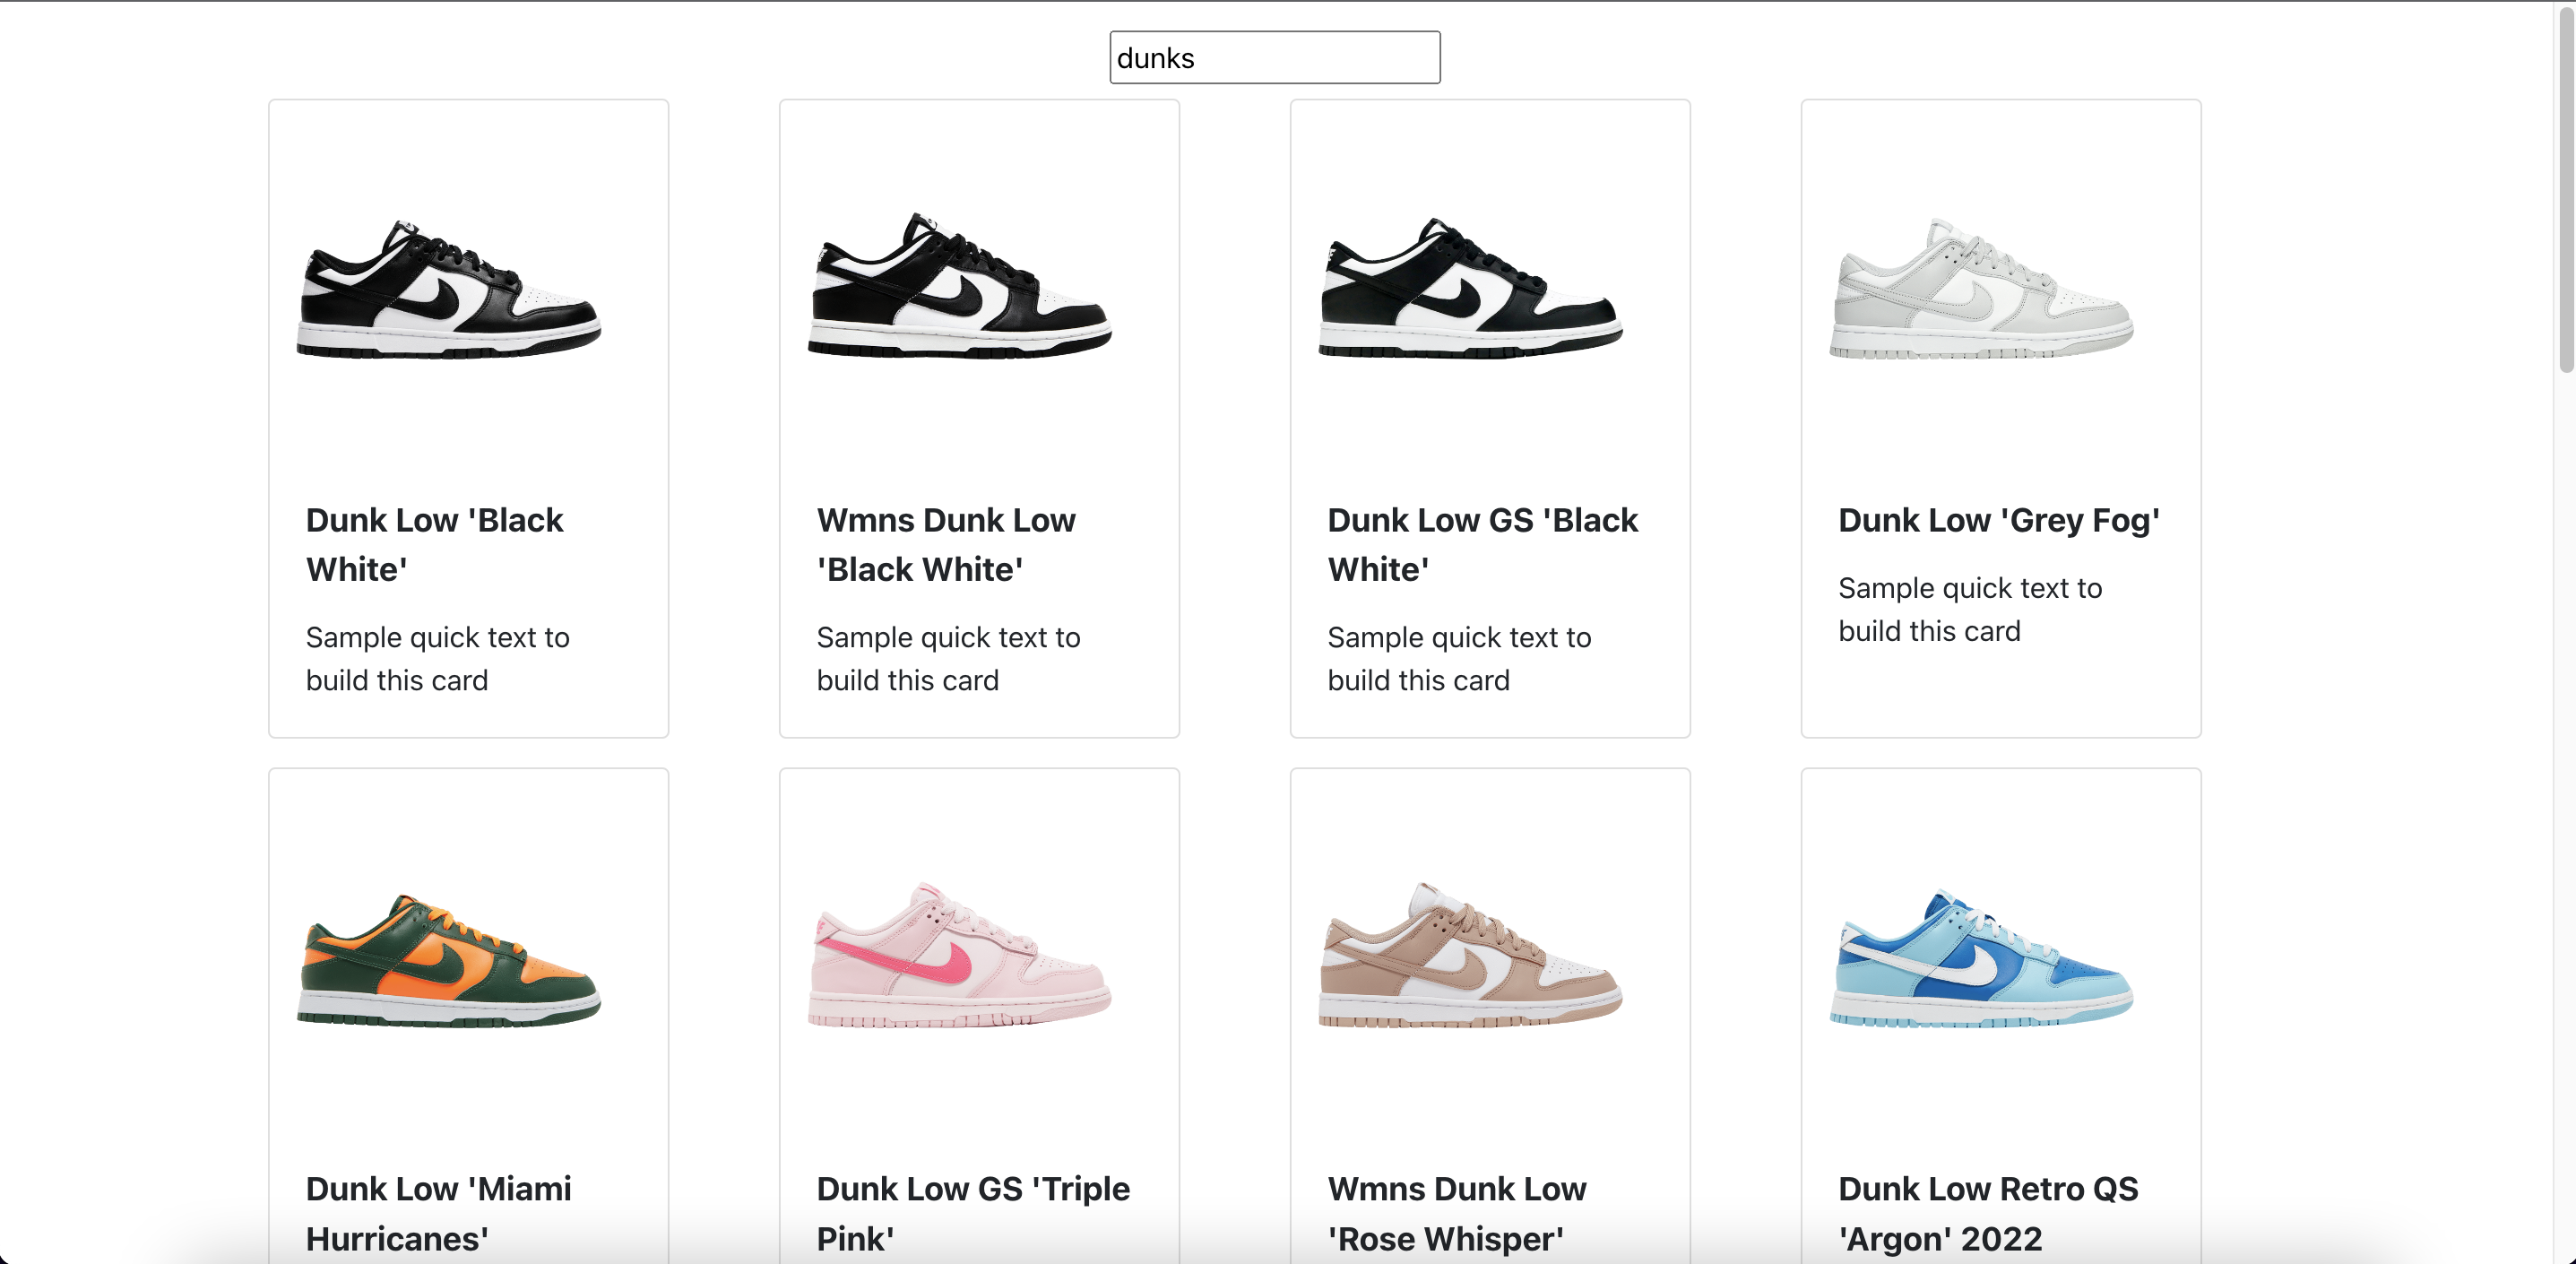 dunks
Dunk Low 'Black
White'
Sample quick text to
build this card
Wmns Dunk Low
'Black White'
Sample quick text to
build this card
Dunk Low GS 'Black
White'
Sample quick text to
build this card
Dunk Low 'Grey Fog'
Sample quick text to
build this card
Dunk Low 'Miami
Hurricanes'
Dunk Low GS 'Triple
Pink'
Wmns Dunk Low
'Rose Whisper'
Dunk Low Retro QS
'Argon' 2022